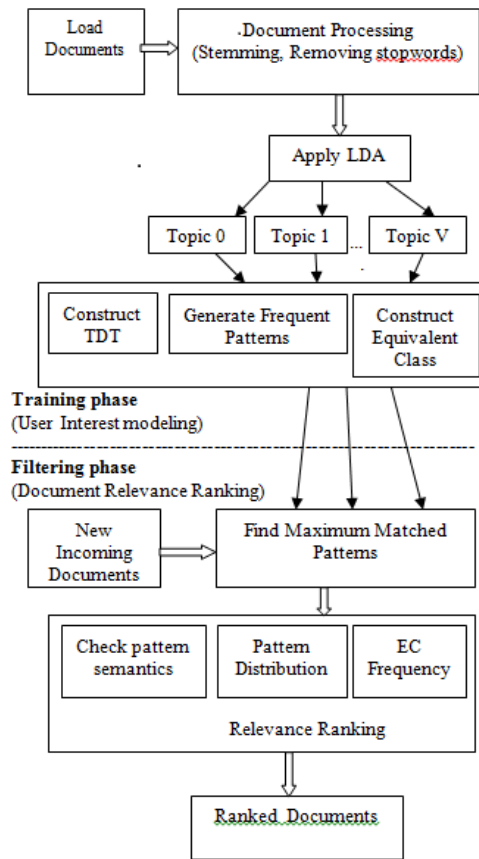 Load
Documents
.Document Processing
(Stemming, Removing stopwords)
Apply LDA
Topic 0
Topic 1
...
Topic V
Construct
TDT
Generate Frequent
Patterns
Construct
Equivalent
Class
Training phase
(User Interest modeling)
Filtering phase
(Document Relevance Ranking)
New
Incoming
Documents
Find Maximum Matched
Patterns
Check pattern
semantics
Pattern
Distribution
EC
Frequency
Relevance Ranking
Ranked Documents